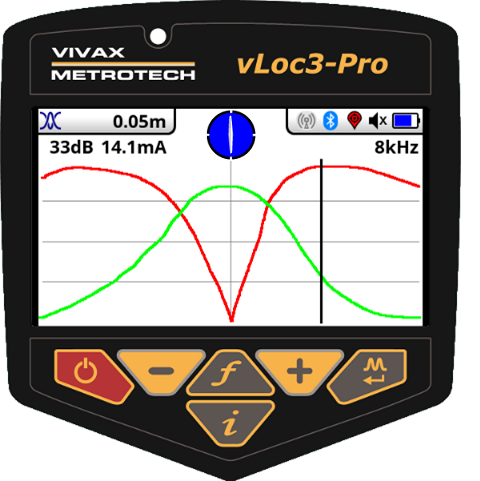 VIVAX
METROTECH
vLoc3-Pro
0.05m
33dB 14.1mA
8kHz
f
i